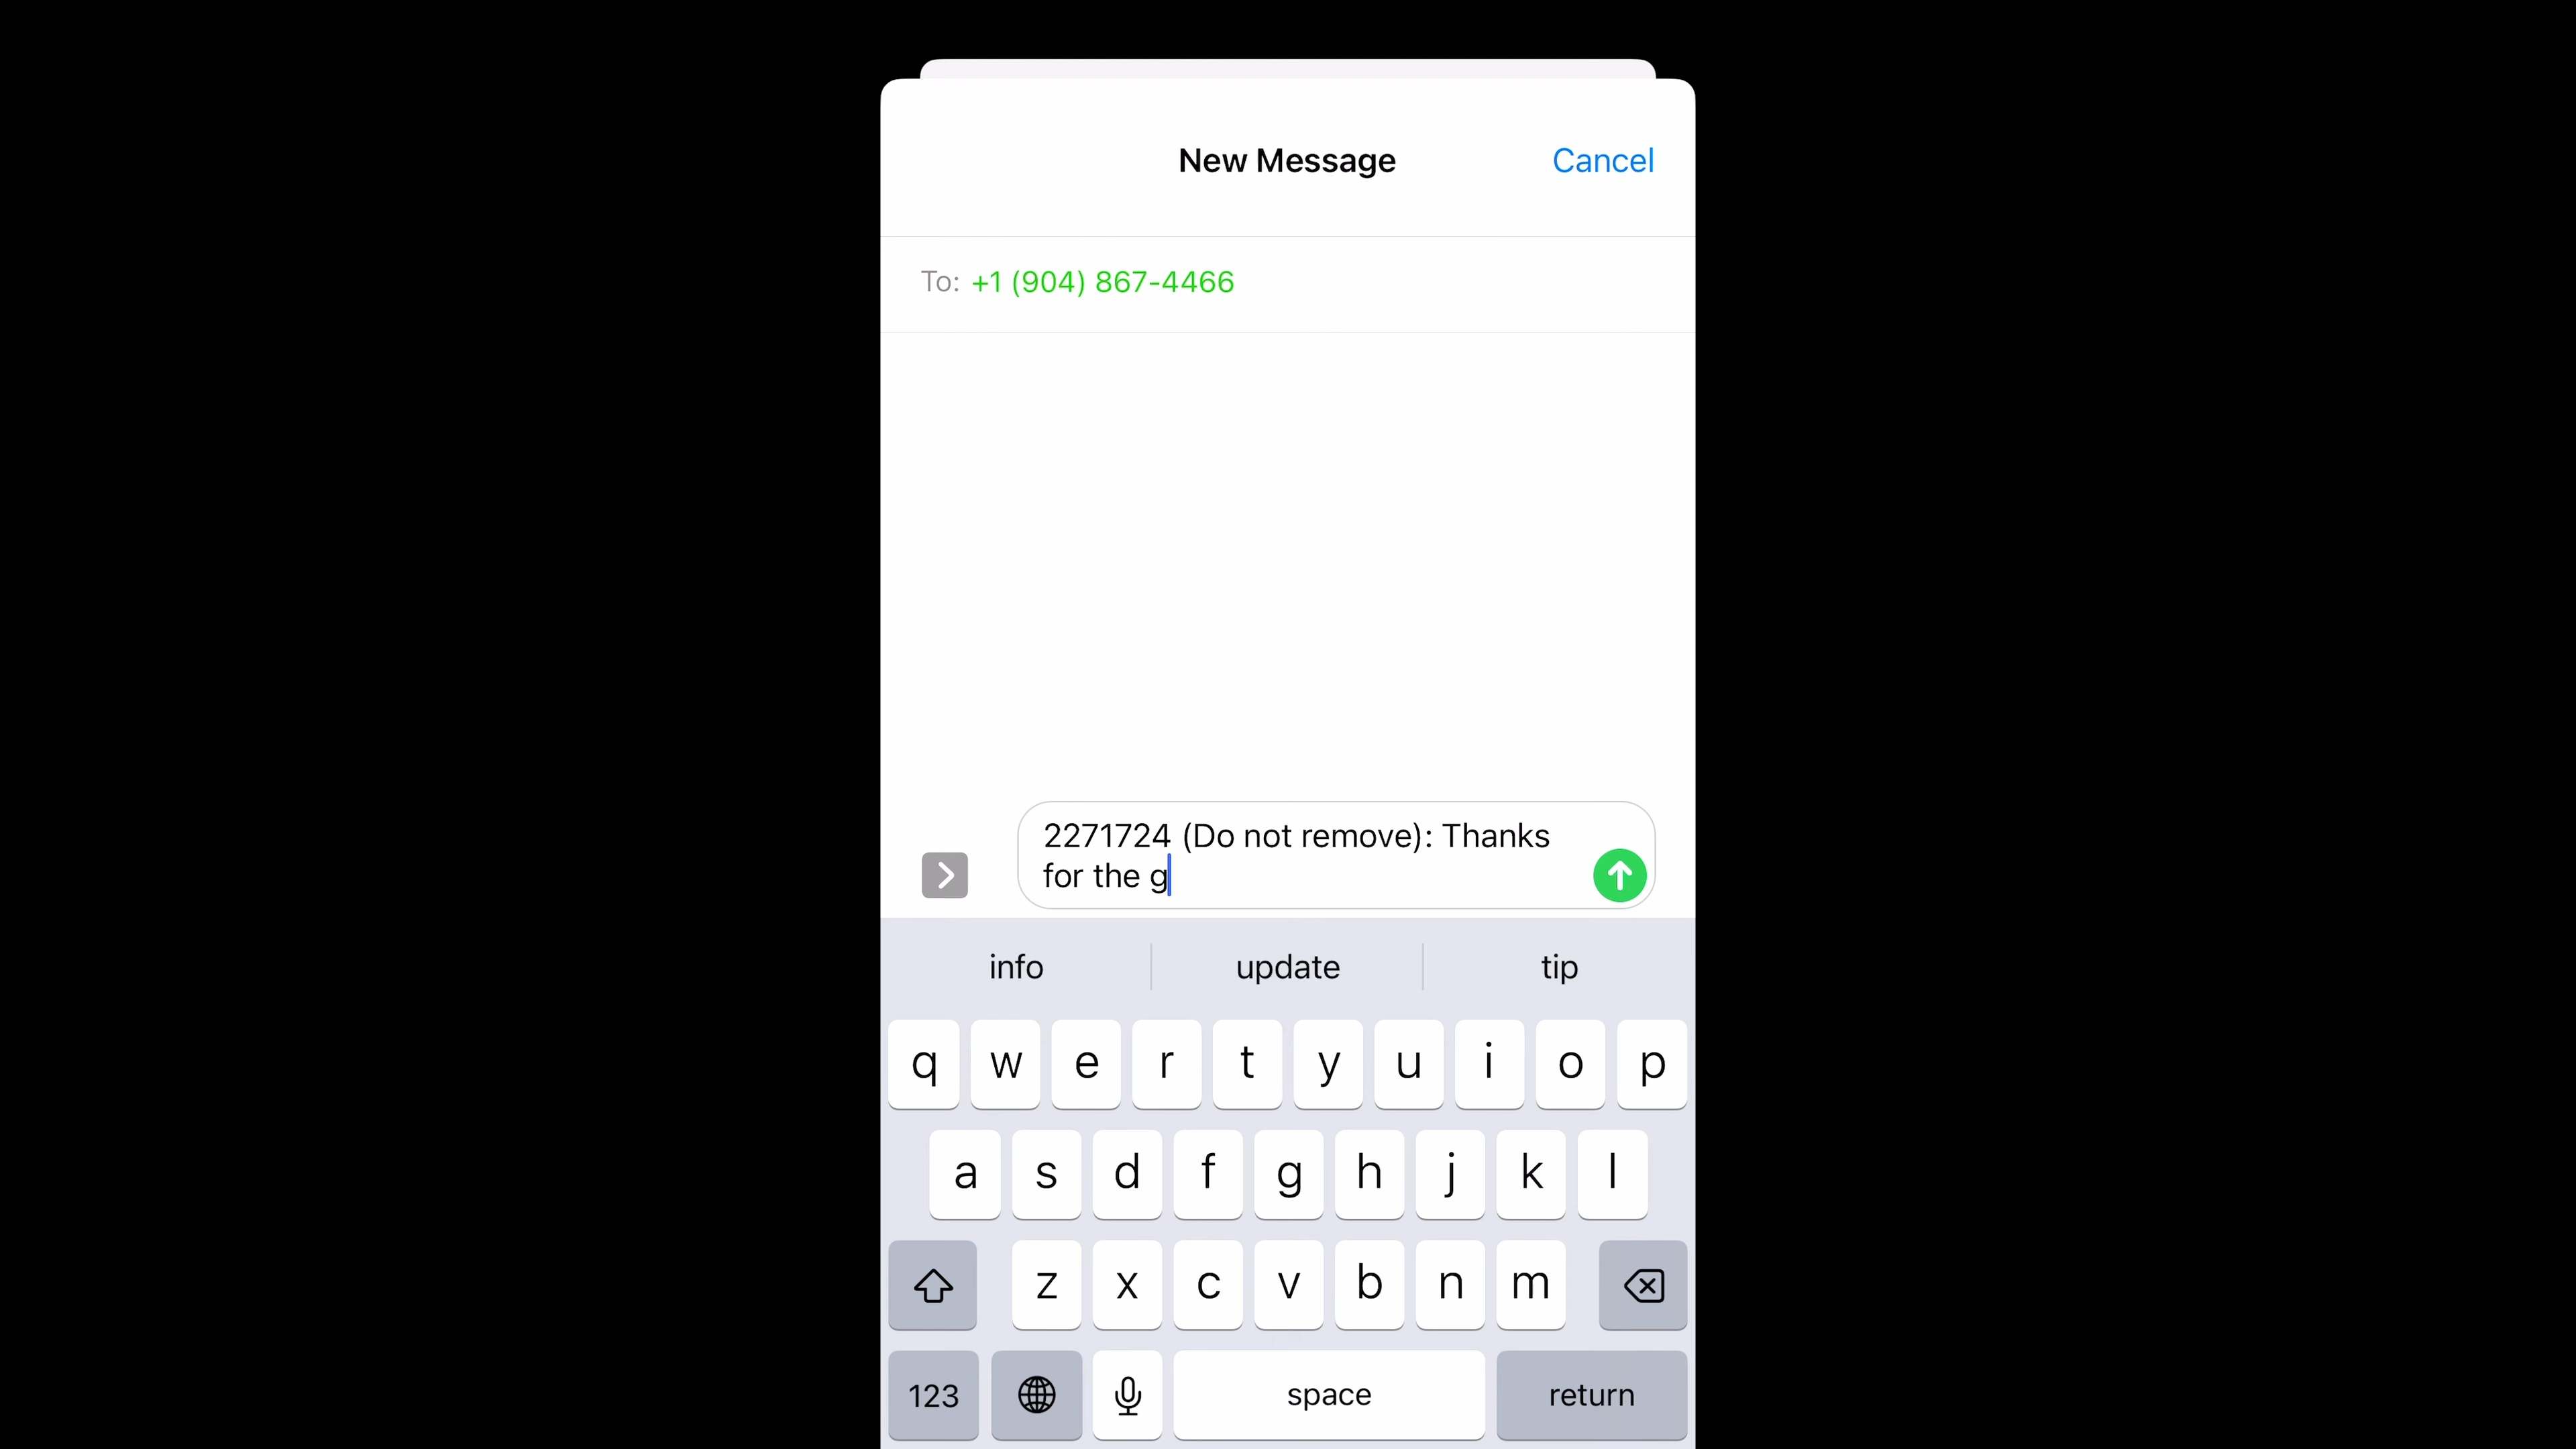 New Message
Cancel
To: +1 (904) 867-4466
2271724 (Do not remove): Thanks
for the g
info update tip
q w e r t y u i o p
a s d f g h j k l
z x c v b n m
123 space return